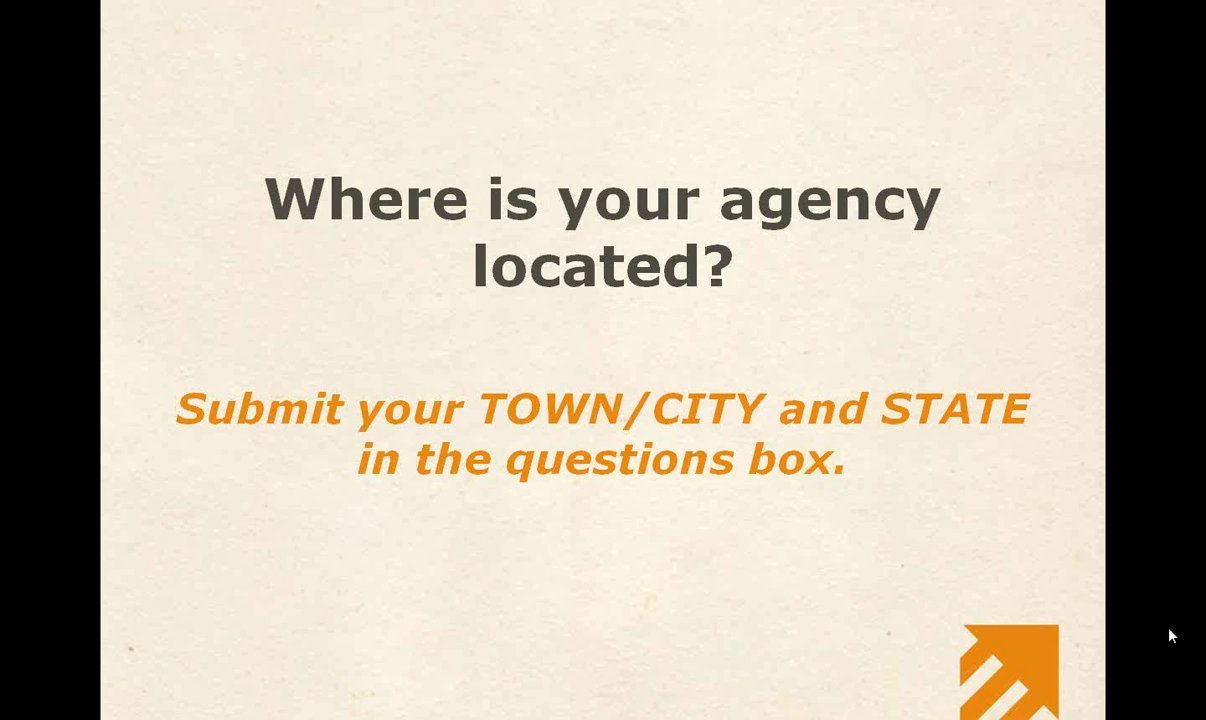 Where is your agency
located?
Submit your TOWN/CITY and STATE
in the questions box.